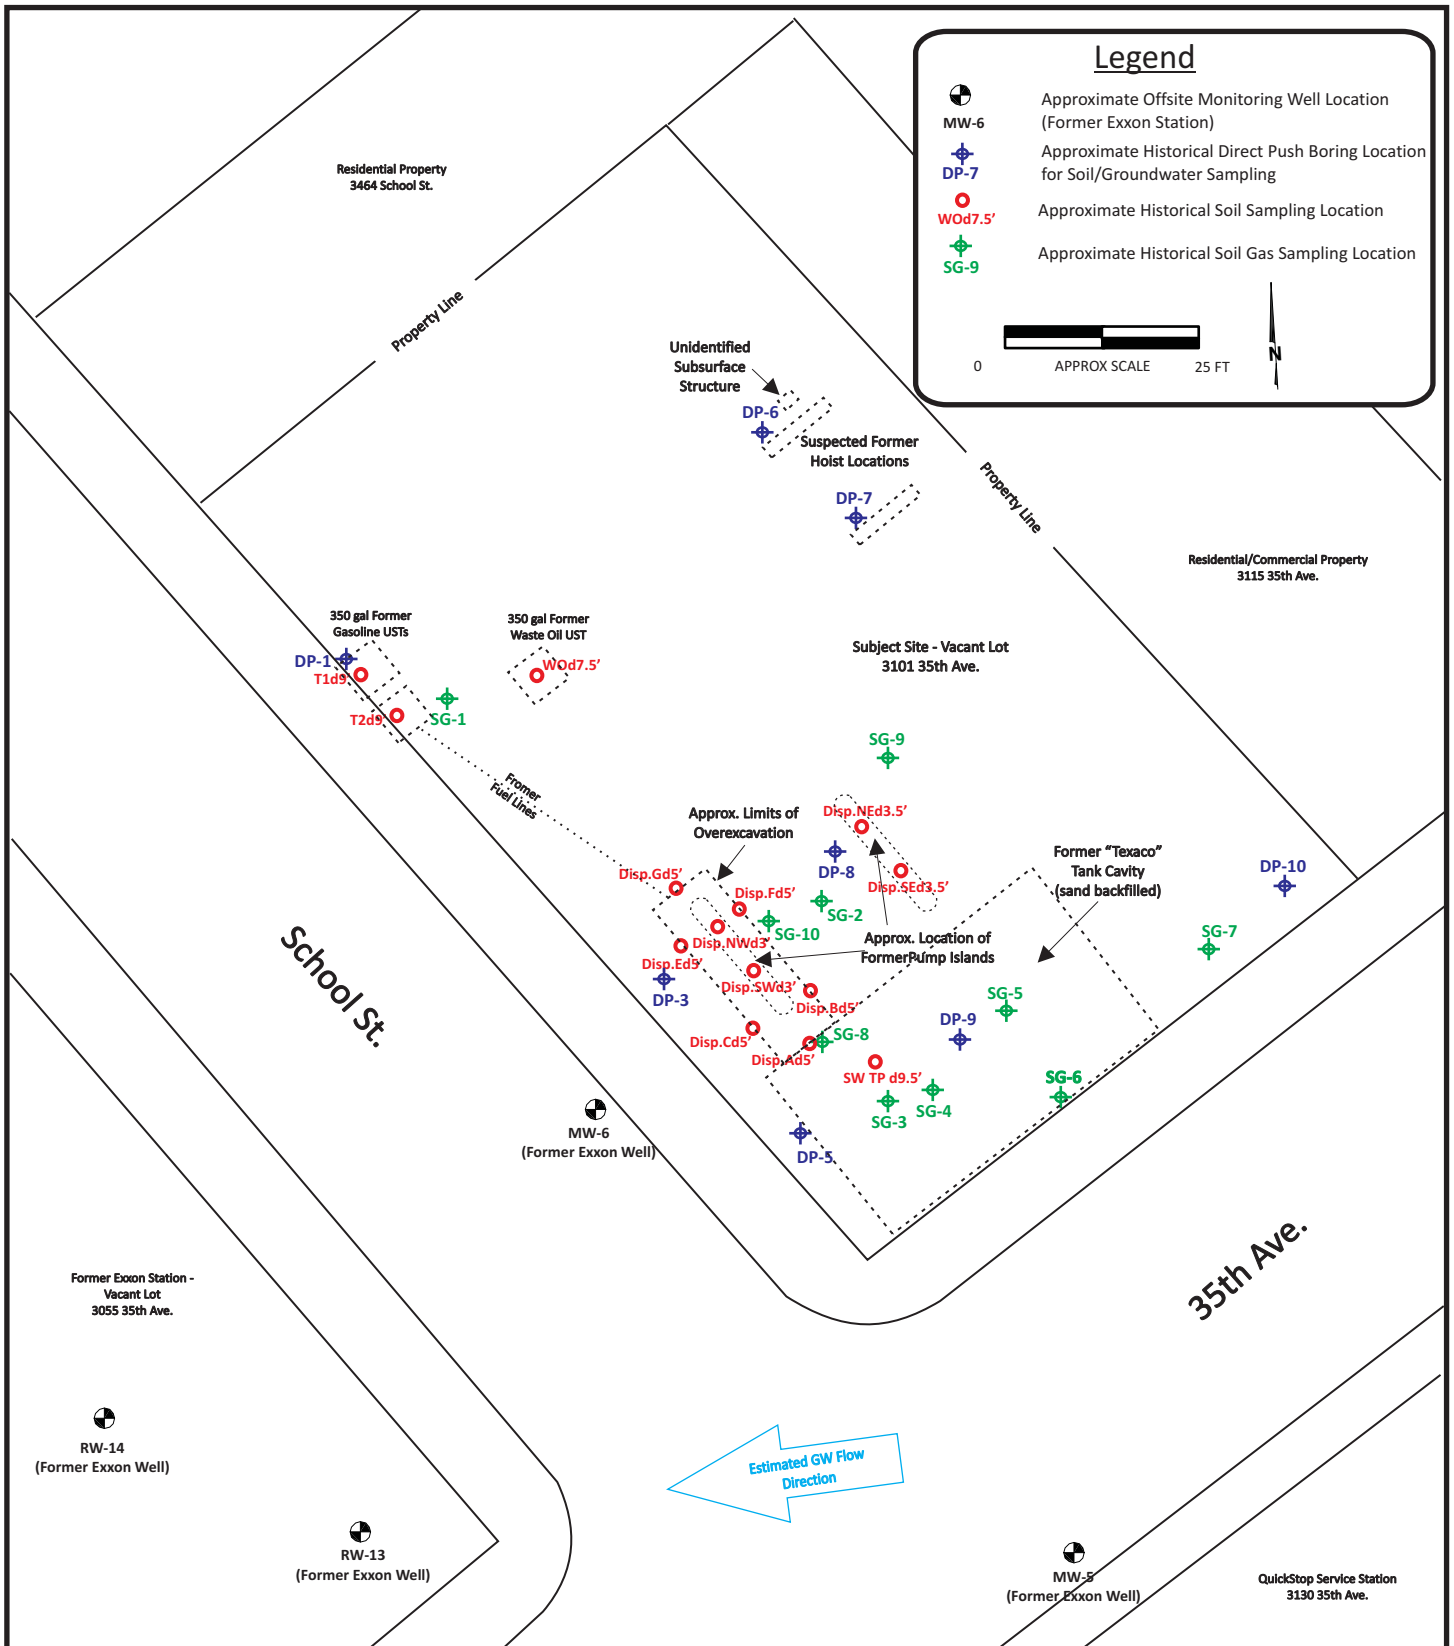 Legend
MW-6
Approximate Offsite Monitoring Well Location
(Former Exxon Station)
DP-7
Approximate Historical Direct Push Boring Location
for Soil/Groundwater Sampling
WOd7.5’
Approximate Historical Soil Sampling Location
SG-9
Approximate Historical Soil Gas Sampling Location
0
APPROX SCALE
25 FT
N
Residential Property
3464 School St.
Property Line
Unidentified
Subsurface
Structure
DP-6
Suspected Former
Hoist Locations
DP-7
Property Line
Residential/Commercial Property
3115 35th Ave.
350 gal Former
Gasoline USTs
350 gal Former
Waste Oil UST
DP-1
T1d9’
T2d9’
SG-1
WOd7.5’
Subject Site - Vacant Lot
3101 35th Ave.
SG-9
Fromer
Fuel Lines
Approx. Limits of
Overexcavation
Disp.NEd3.5’
DP-8
Disp.SEd3.5’
Former “Texaco”
Tank Cavity
(sand backfilled)
DP-10
Disp.Gd5’
Disp.Fd5’
SG-2
SG-10
Disp.NWd3’
Approx. Location of
FormerPump Islands
SG-7
Disp.Ed5’
DP-3
Disp.SWd3’
Disp.Bd5’
SG-5
DP-9
Disp.Cd5’
SG-8
Disp.Ad5’
SW TP d9.5’
SG-6
SG-3
SG-4
DP-5
School St.
MW-6
(Former Exxon Well)
35th Ave.
Former Exxon Station -
Vacant Lot
3055 35th Ave.
RW-14
(Former Exxon Well)
Estimated GW Flow
Direction
RW-13
(Former Exxon Well)
MW-5
(Former Exxon Well)
QuickStop Service Station
3130 35th Ave.